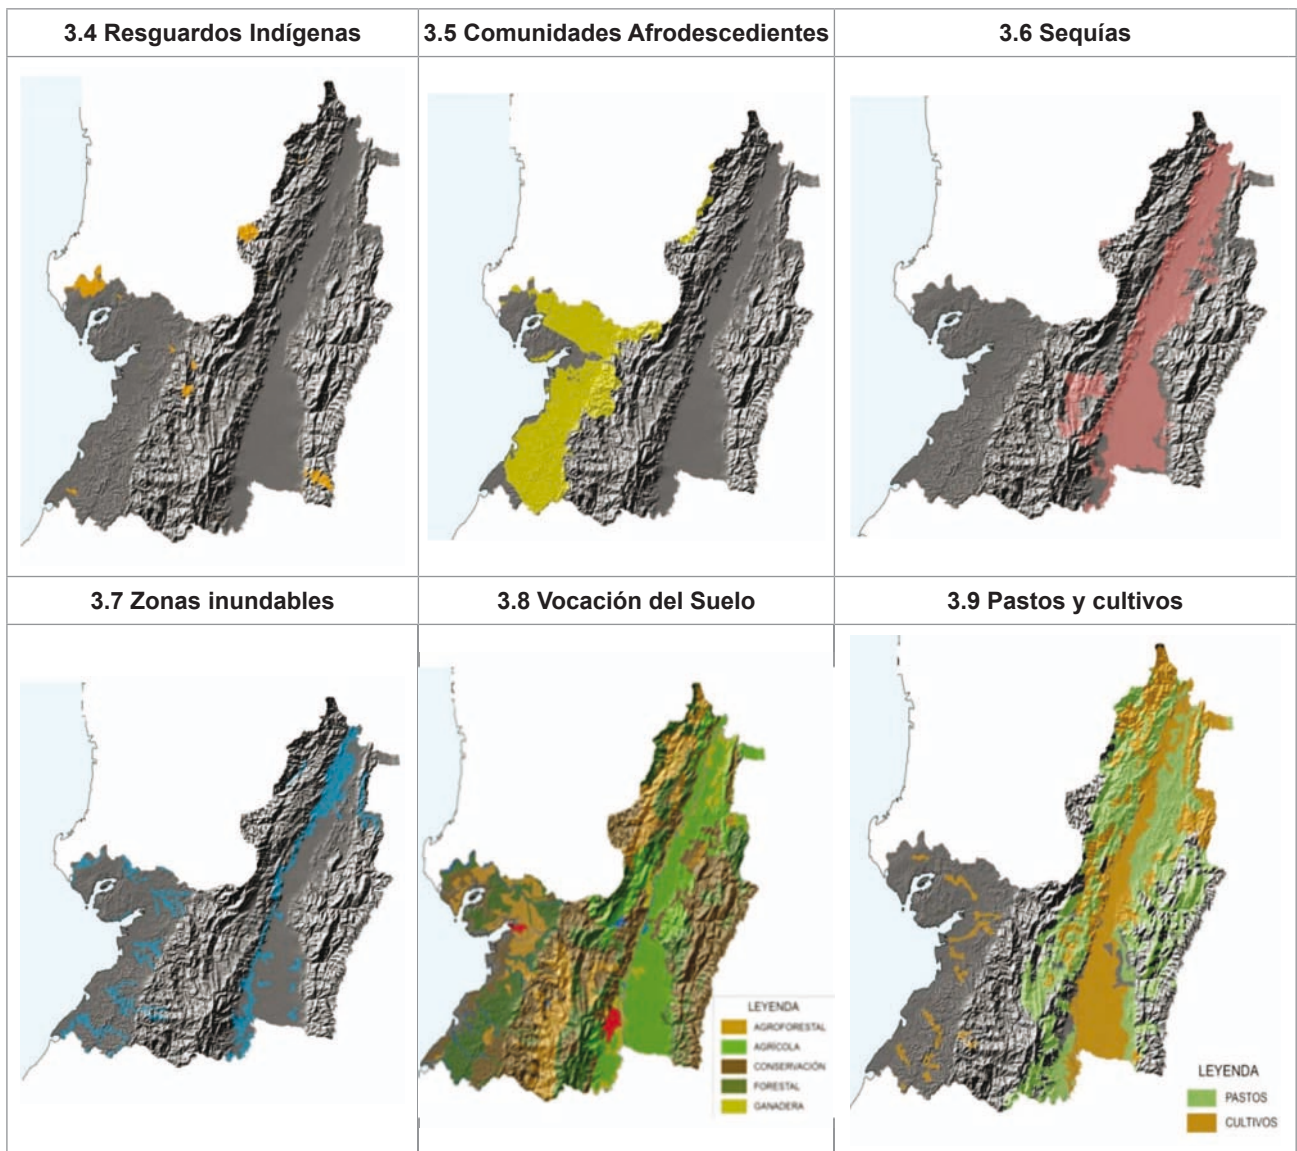 3.4 Resguardos Indígenas
3.5 Comunidades Afrodescedientes
3.6 Sequías
3.7 Zonas inundables
3.8 Vocación del Suelo
3.9 Pastos y cultivos
LEYENDA
AGROFORESTAL
AGRÍCOLA
CONSERVACIÓN
FORESTAL
GANADERA
LEYENDA
PASTOS
CULTIVOS